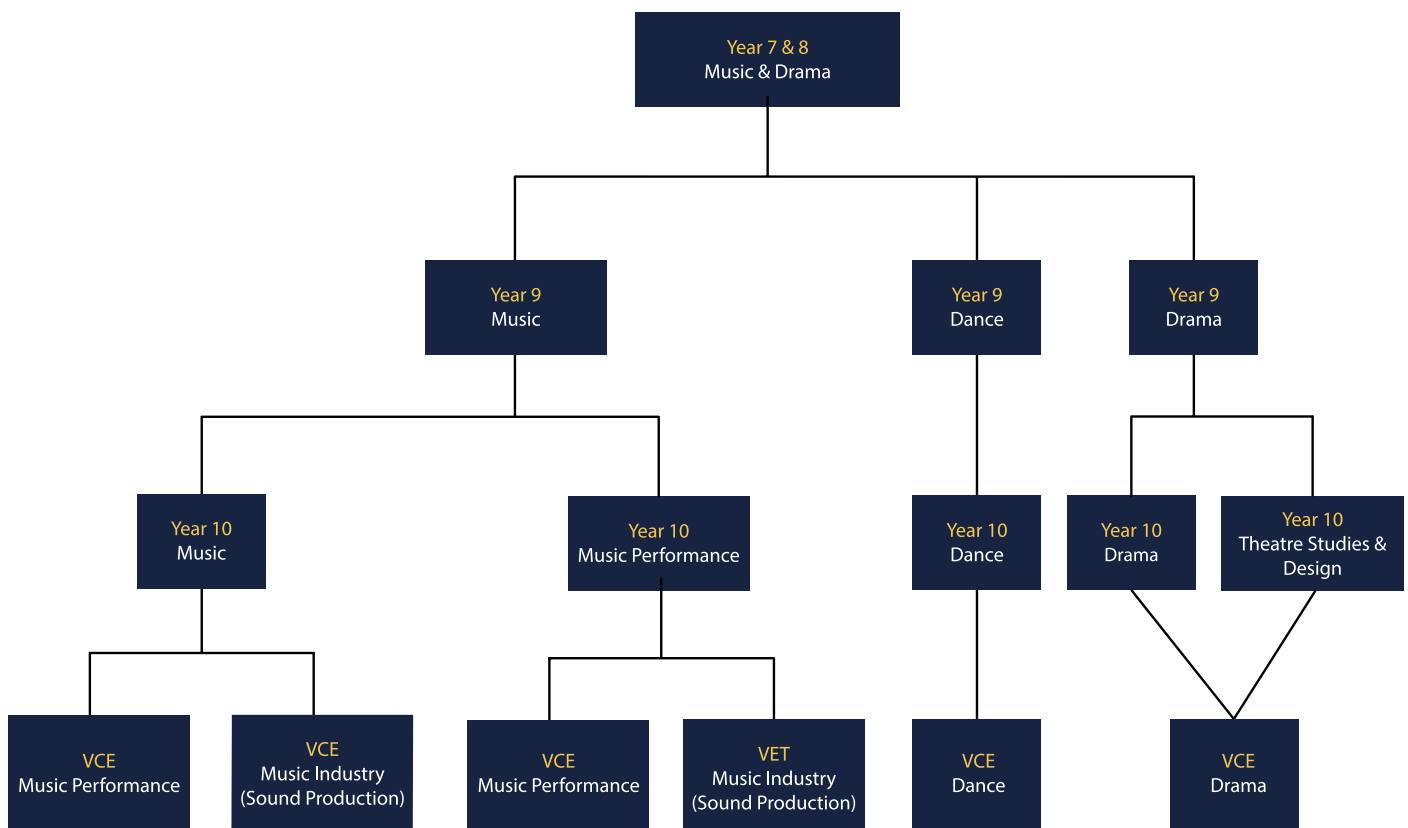 Year 7 & 8
Music & Drama
Year 9
Music
Year 9
Dance
Year 9
Drama
Year 10
Music
Year 10
Music Performance
Year 10
Dance
Year 10
Drama
Year 10
Theatre Studies &
Design
VCE
Music Performance
VCE
Music Industry
(Sound Production)
VCE
Music Performance
VET
Music Industry
(Sound Production)
VCE
Dance
VCE
Drama